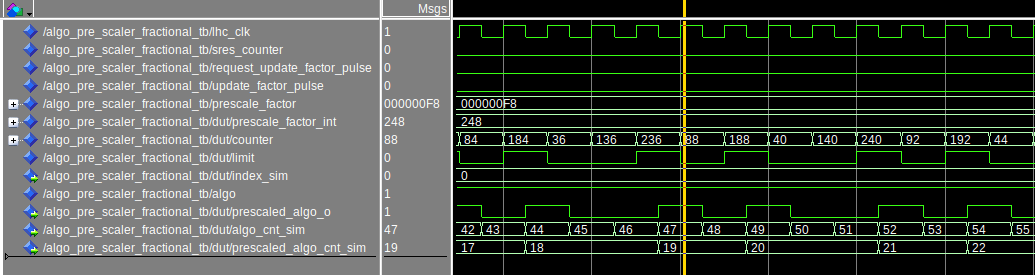 Msgs
/algo_pre_scaler_fractional_tb/lhc_clk 1
/algo_pre_scaler_fractional_tb/sres_counter 0
/algo_pre_scaler_fractional_tb/request_update_factor_pulse 0
/algo_pre_scaler_fractional_tb/update_factor_pulse 0
/algo_pre_scaler_fractional_tb/prescale_factor 000000F8 000000F8
/algo_pre_scaler_fractional_tb/dut/prescale_factor_int 248 248
/algo_pre_scaler_fractional_tb/dut/counter 88 84 184 36 136 236 88 188 40 140 240 92 192 44
/algo_pre_scaler_fractional_tb/dut/limit 0
/algo_pre_scaler_fractional_tb/dut/index_sim 0 0
/algo_pre_scaler_fractional_tb/algo 1
/algo_pre_scaler_fractional_tb/dut/prescaled_algo_o 1
/algo_pre_scaler_fractional_tb/dut/algo_cnt_sim 47 42 43 44 45 46 47 48 49 50 51 52 53 54 55
/algo_pre_scaler_fractional_tb/dut/prescaled_algo_cnt_sim 19 17 18 19 20 21 22